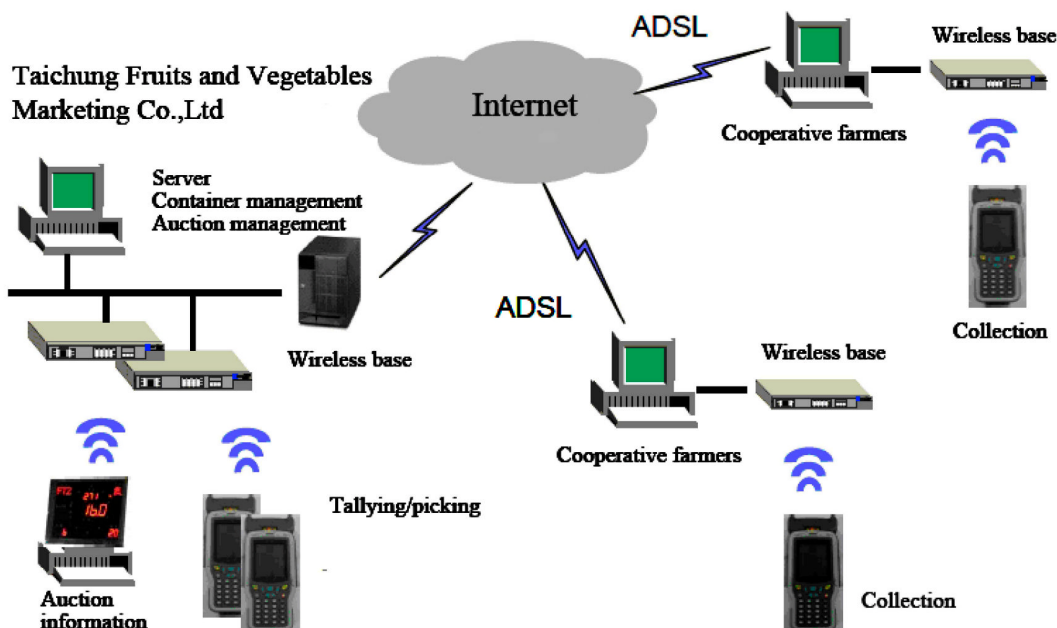 ADSL
Wireless base
Taichung Fruits and Vegetables
Marketing Co.,Ltd
Internet
Cooperative farmers
Server
Container management
Auction management
ADSL
Collection
Wireless base
Wireless base
Cooperative farmers
Tallying/picking
Auction
information
Collection